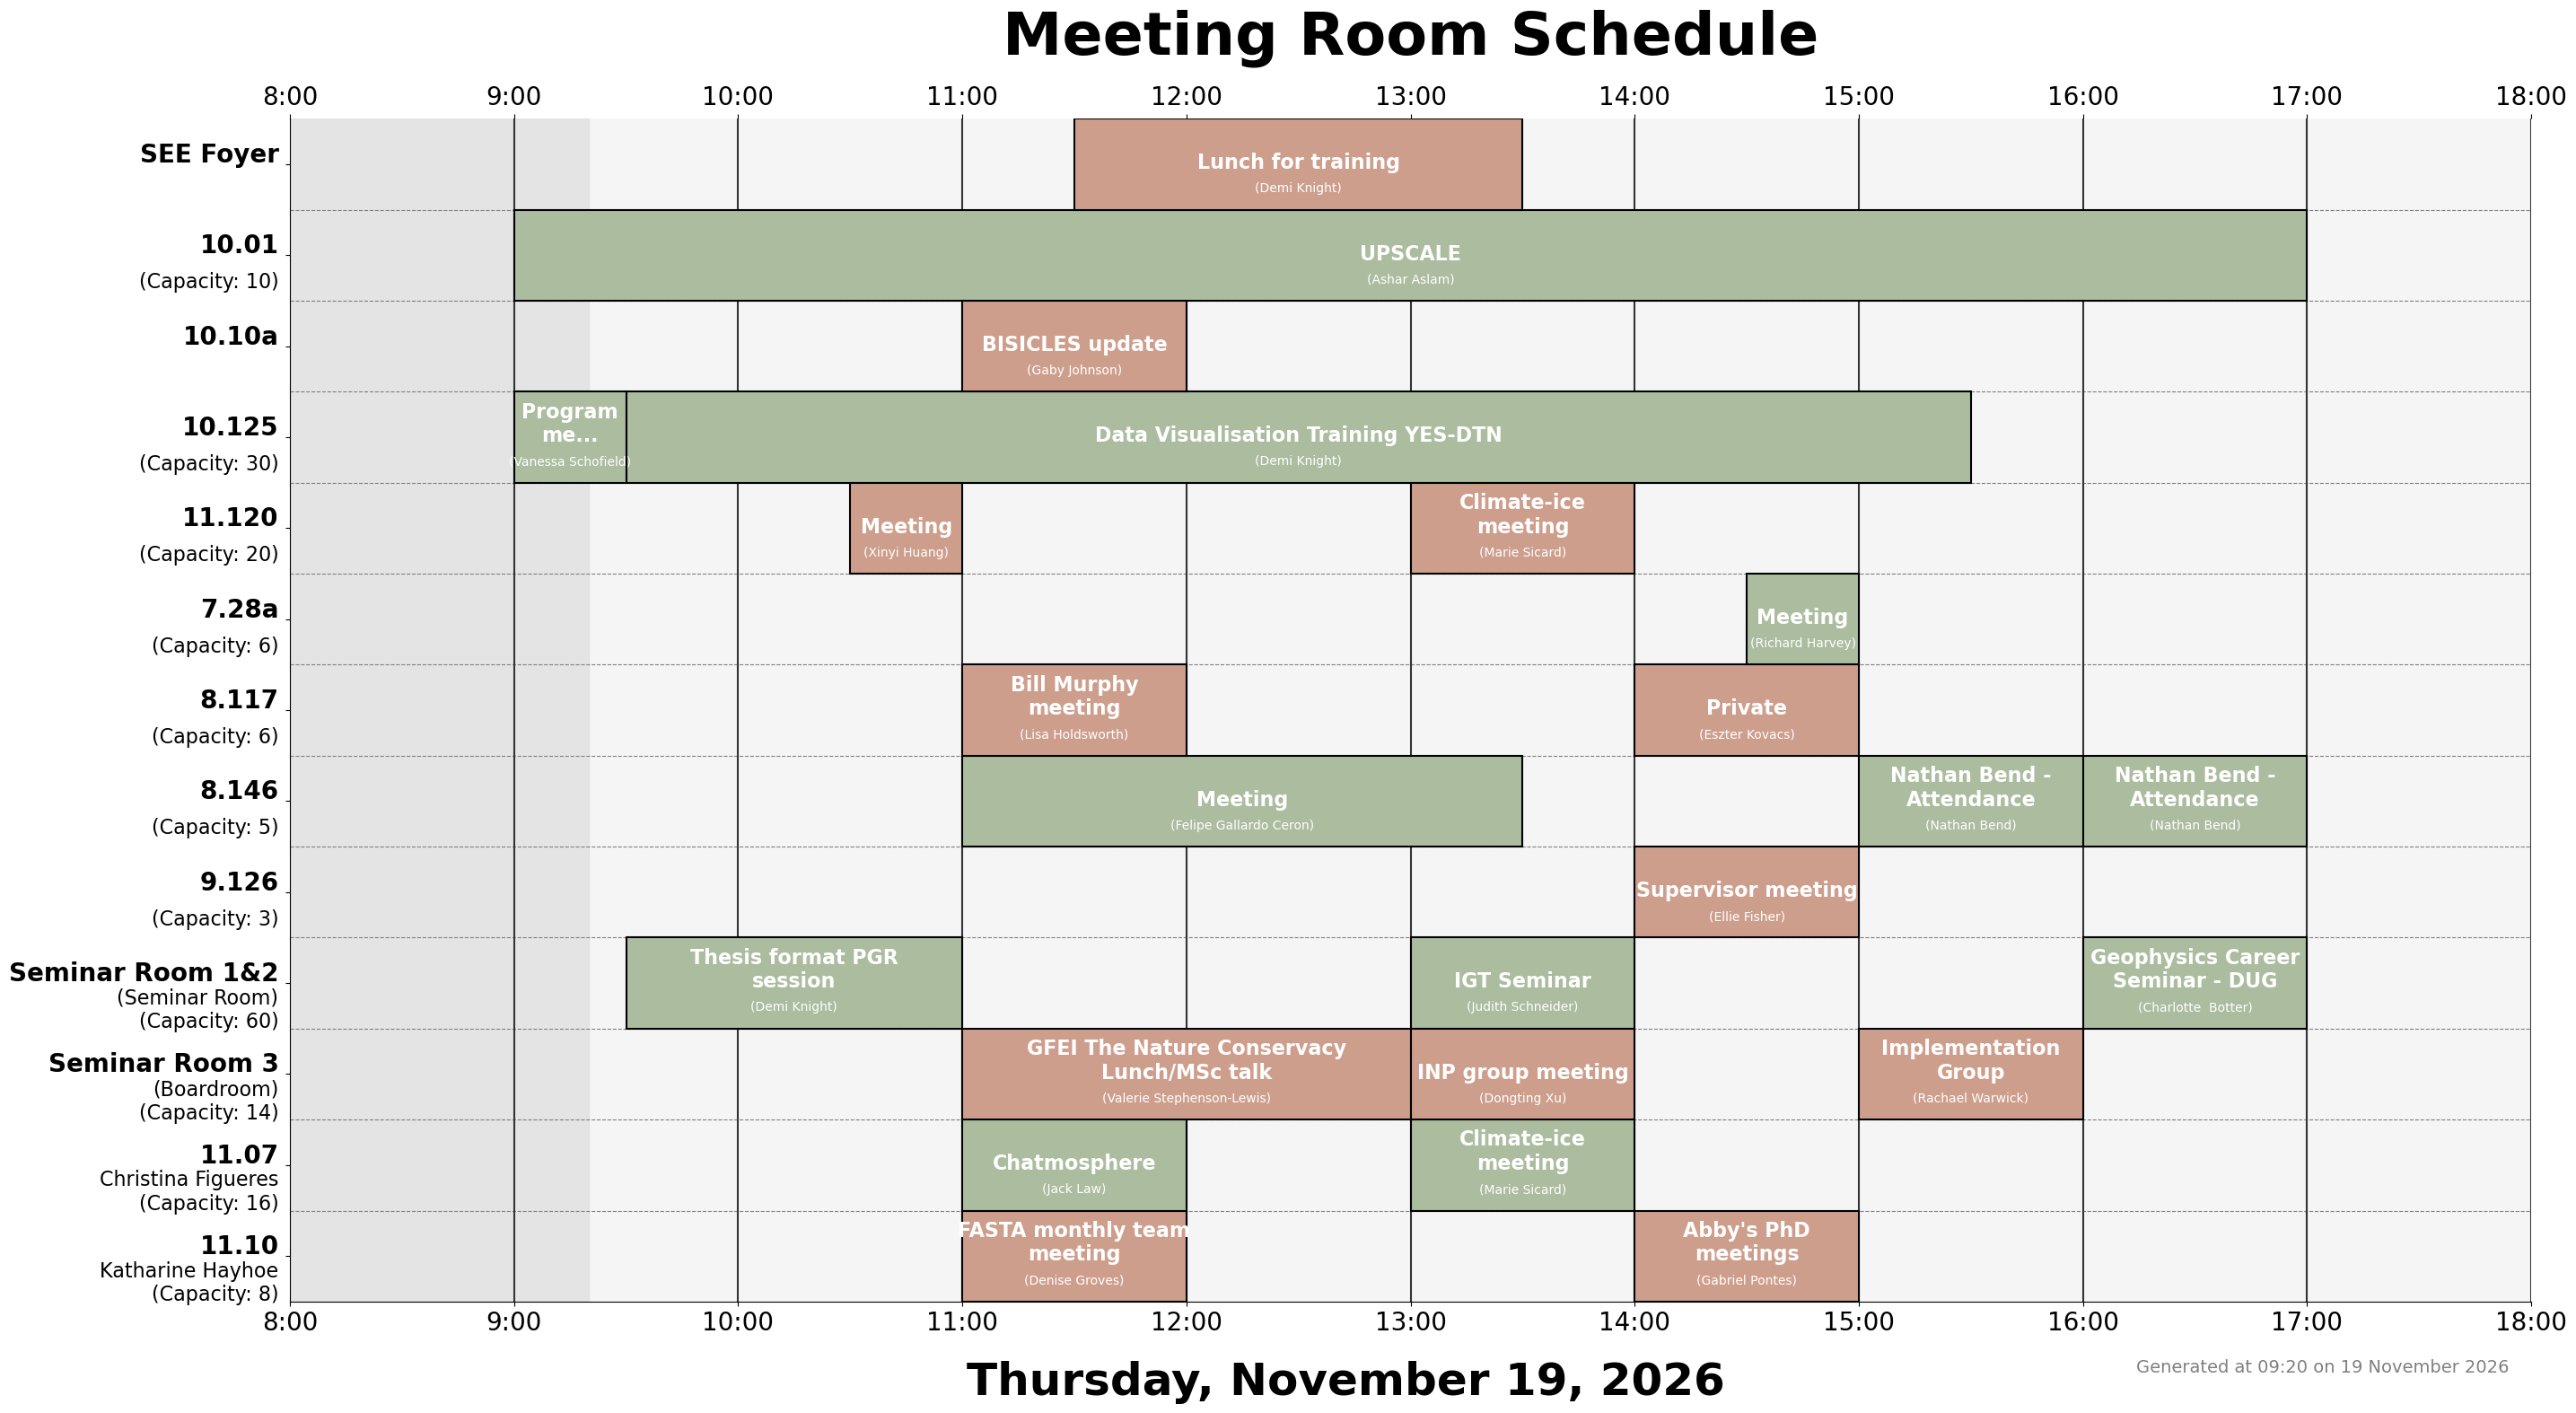 Meeting Room Schedule
8:00 9:00 10:00 11:00 12:00 13:00 14:00 15:00 16:00 17:00 18:00
SEE Foyer
Lunch for training
(Demi Knight)
10.01
(Capacity: 10)
UPSCALE
(Ashar Aslam)
10.10a
BISICLES update
(Gaby Johnson)
10.125
(Capacity: 30)
Program
me...
(Vanessa Schofield)
Data Visualisation Training YES-DTN
(Demi Knight)
11.120
(Capacity: 20)
Meeting
(Xinyi Huang)
Climate-ice
meeting
(Marie Sicard)
7.28a
(Capacity: 6)
Meeting
(Richard Harvey)
8.117
(Capacity: 6)
Bill Murphy
meeting
(Lisa Holdsworth)
Private
(Eszter Kovacs)
8.146
(Capacity: 5)
Meeting
(Felipe Gallardo Ceron)
Nathan Bend -
Attendance
(Nathan Bend)
Nathan Bend -
Attendance
(Nathan Bend)
9.126
(Capacity: 3)
Supervisor meeting
(Ellie Fisher)
Seminar Room 1&2
(Seminar Room)
(Capacity: 60)
Thesis format PGR
session
(Demi Knight)
IGT Seminar
(Judith Schneider)
Geophysics Career
Seminar - DUG
(Charlotte  Botter)
Seminar Room 3
(Boardroom)
(Capacity: 14)
GFEI The Nature Conservacy
Lunch/MSc talk
(Valerie Stephenson-Lewis)
INP group meeting
(Dongting Xu)
Implementation
Group
(Rachael Warwick)
11.07
Christina Figueres
(Capacity: 16)
Chatmosphere
(Jack Law)
Climate-ice
meeting
(Marie Sicard)
11.10
Katharine Hayhoe
(Capacity: 8)
FASTA monthly team
meeting
(Denise Groves)
Abby's PhD
meetings
(Gabriel Pontes)
8:00 9:00 10:00 11:00 12:00 13:00 14:00 15:00 16:00 17:00 18:00
Thursday, November 19, 2026
Generated at 09:20 on 19 November 2026